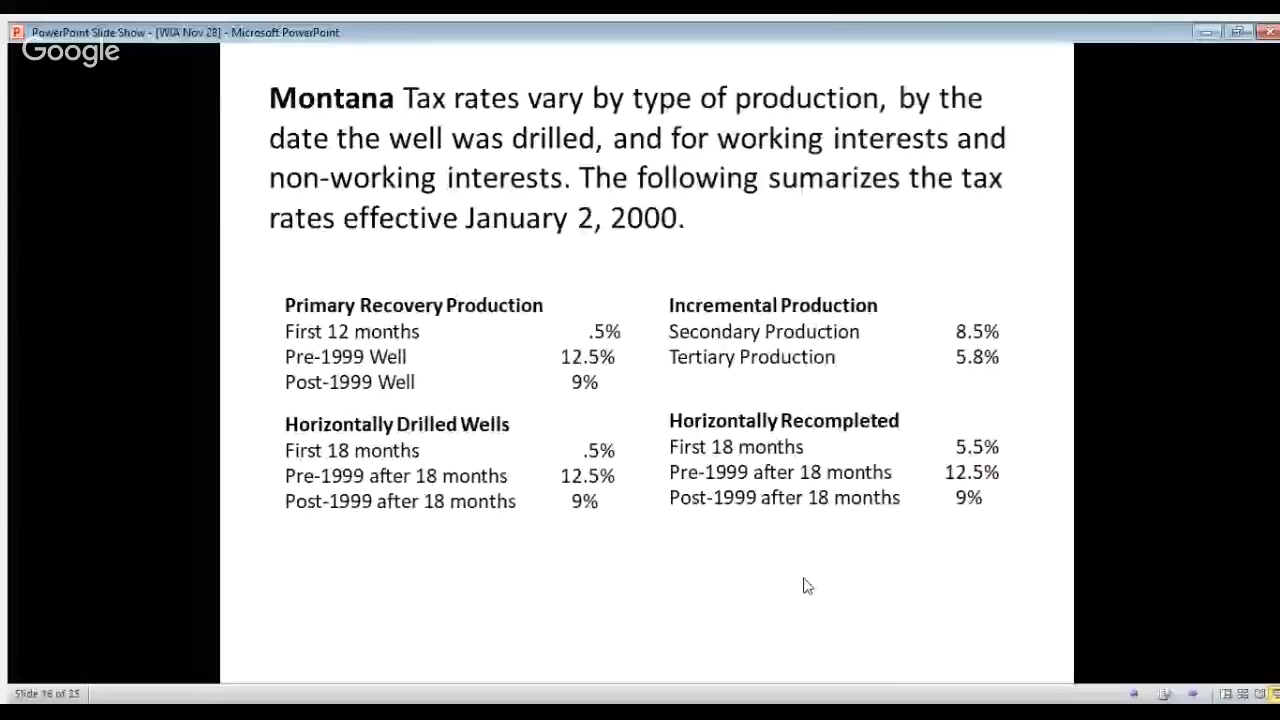 PowerPoint Slide Show - [WIA Nov 28] - Microsoft PowerPoint
Google
Montana Tax rates vary by type of production, by the
date the well was drilled, and for working interests and
non-working interests. The following sumarizes the tax
rates effective January 2, 2000.
Primary Recovery Production
First 12 months .5%
Pre-1999 Well 12.5%
Post-1999 Well 9%
Horizontally Drilled Wells
First 18 months .5%
Pre-1999 after 18 months 12.5%
Post-1999 after 18 months 9%
Incremental Production
Secondary Production 8.5%
Tertiary Production 5.8%
Horizontally Recompleted
First 18 months 5.5%
Pre-1999 after 18 months 12.5%
Post-1999 after 18 months 9%
Slide 16 of 25